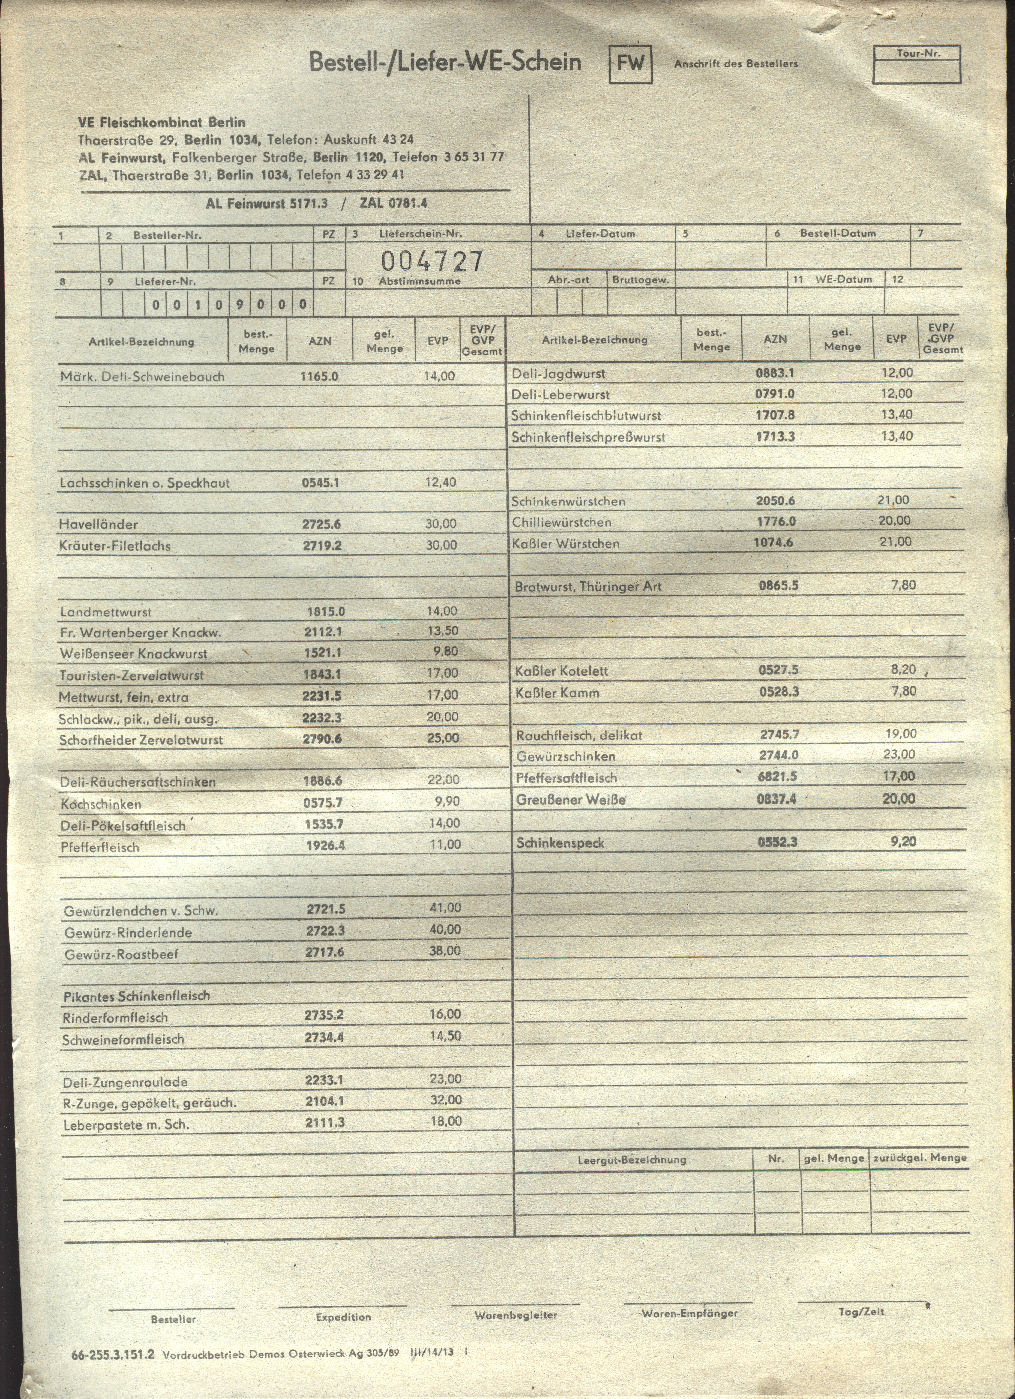 Bestell-/Liefer-WE-Schein FW Anschrift des Bestellers Tour-Nr.
VE Fleischkombinat Berlin
Thaerstraße 29, Berlin 1034, Telefon: Auskunft 43 24
AL Feinwurst, Falkenberger Straße, Berlin 1120, Telefon 3 65 31 77
ZAL, Thaerstraße 31, Berlin 1034, Telefon 4 33 29 41
AL Feinwurst 5171.3 / ZAL 0781.4
1 2 Besteller-Nr. PZ 3 Lieferschein-Nr. 4 Liefer-Datum 5 6 Bestell-Datum 7
004727
8 9 Lieferer-Nr. PZ 10 Abstimmsumme Abr.-art Bruttogew. 11 WE-Datum 12
0 0 1 0 9 0 0 0
Artikel-Bezeichnung best.-Menge AZN gel. Menge EVP EVP/GVP Gesamt
Märk. Deli-Schweinebauch 1165.0 14,00
Lachsschinken o. Speckhaut 0545.1 12,40
Havelländer 2725.6 30,00
Kräuter-Filetlachs 2719.2 30,00
Landmettwurst 1815.0 14,00
Fr. Wartenberger Knackw. 2112.1 13,50
Weißenseer Knackwurst 1521.1 9,80
Touristen-Zervelatwurst 1843.1 17,00
Mettwurst, fein, extra 2231.5 17,00
Schlackw., pik., deli, ausg. 2232.3 20,00
Schorfheider Zervelatwurst 2790.6 25,00
Deli-Räuchersaftschinken 1886.6 22,00
Kochschinken 0575.7 9,90
Deli-Pökelsaftfleisch 1535.7 14,00
Pfefferfleisch 1926.4 11,00
Gewürzlendchen v. Schw. 2721.5 41,00
Gewürz-Rinderlende 2722.3 40,00
Gewürz-Roastbeef 2717.6 38,00
Pikantes Schinkenfleisch
Rinderformfleisch 2735.2 16,00
Schweineformfleisch 2734.4 14,50
Deli-Zungenroulade 2233.1 23,00
R-Zunge, gepökelt, geräuch. 2104.1 32,00
Leberpastete m. Sch. 2111.3 18,00
Artikel-Bezeichnung best.-Menge AZN gel. Menge EVP EVP/GVP Gesamt
Deli-Jagdwurst 0883.1 12,00
Deli-Leberwurst 0791.0 12,00
Schinkenfleischblutwurst 1707.8 13,40
Schinkenfleischpreßwurst 1713.3 13,40
Schinkenwürstchen 2050.6 21,00
Chilliewürstchen 1776.0 20,00
Kaßler Würstchen 1074.6 21,00
Bratwurst, Thüringer Art 0865.5 7,80
Kaßler Kotelett 0527.5 8,20
Kaßler Kamm 0528.3 7,80
Rauchfleisch, delikat 2745.7 19,00
Gewürzschinken 2744.0 23,00
Pfeffersaftfleisch 6821.5 17,00
Greußener Weiße 0837.4 20,00
Schinkenspeck 0552.3 9,20
Leergut-Bezeichnung Nr. gel. Menge zurückgel. Menge
Besteller Expedition Warenbegleiter Waren-Empfänger Tag/Zeit
66-255.3.151.2 Vordruckbetrieb Demos Osterwieck Ag 305/89 III/14/13 1